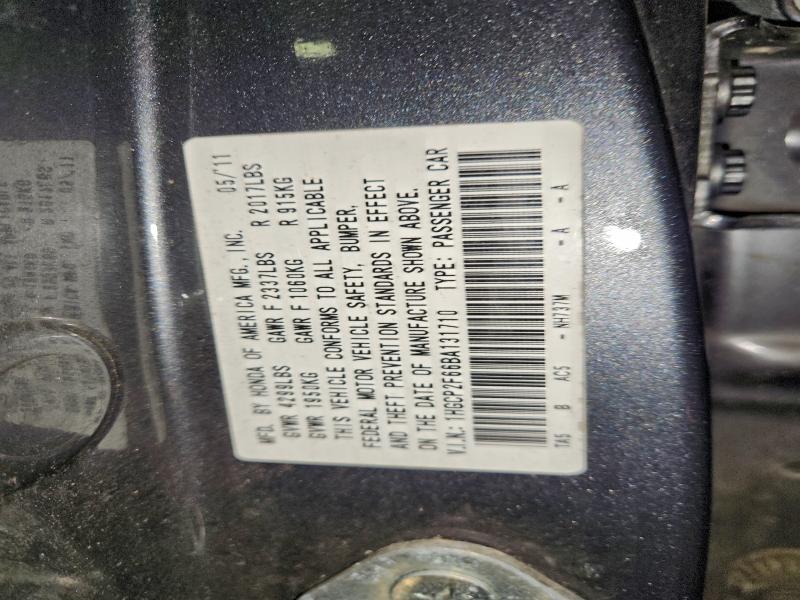 MFD. BY HONDA OF AMERICA MFG., INC. 05/'11
GVWR 4299LBS GAWR F 2337LBS R 2017LBS
GVWR 1950KG GAWR F 1060KG R 915KG
THIS VEHICLE CONFORMS TO ALL APPLICABLE
FEDERAL MOTOR VEHICLE SAFETY, BUMPER,
AND THEFT PREVENTION STANDARDS IN EFFECT
ON THE DATE OF MANUFACTURE SHOWN ABOVE.
V.I.N.: 1HGCP2F66BA131710 TYPE: PASSENGER CAR
TA5 B AC5 - NH737M - A - A